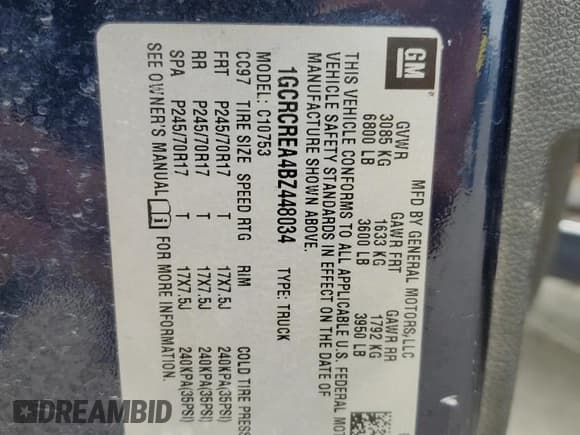 GM
MFD BY GENERAL MOTORS/LLC
GVWR GAWR FRT GAWR RR
3085 KG 1633 KG 1792 KG
6800 LB 3600 LB 3950 LB
THIS VEHICLE CONFORMS TO ALL APPLICABLE U.S. FEDERAL MOTOR
VEHICLE SAFETY STANDARDS IN EFFECT ON THE DATE OF
MANUFACTURE SHOWN ABOVE.
1GCRCREA4BZ448034 TYPE: TRUCK
MODEL: C10753
CC97 TIRE SIZE SPEED RTG RIM COLD TIRE PRESS
FRT P245/70R17 T 17X7.5J 240KPA(35PSI)
RR P245/70R17 T 17X7.5J 240KPA(35PSI)
SPA P245/70R17 T 17X7.5J 240KPA(35PSI)
SEE OWNER'S MANUAL i FOR MORE INFORMATION.
DREAMBID